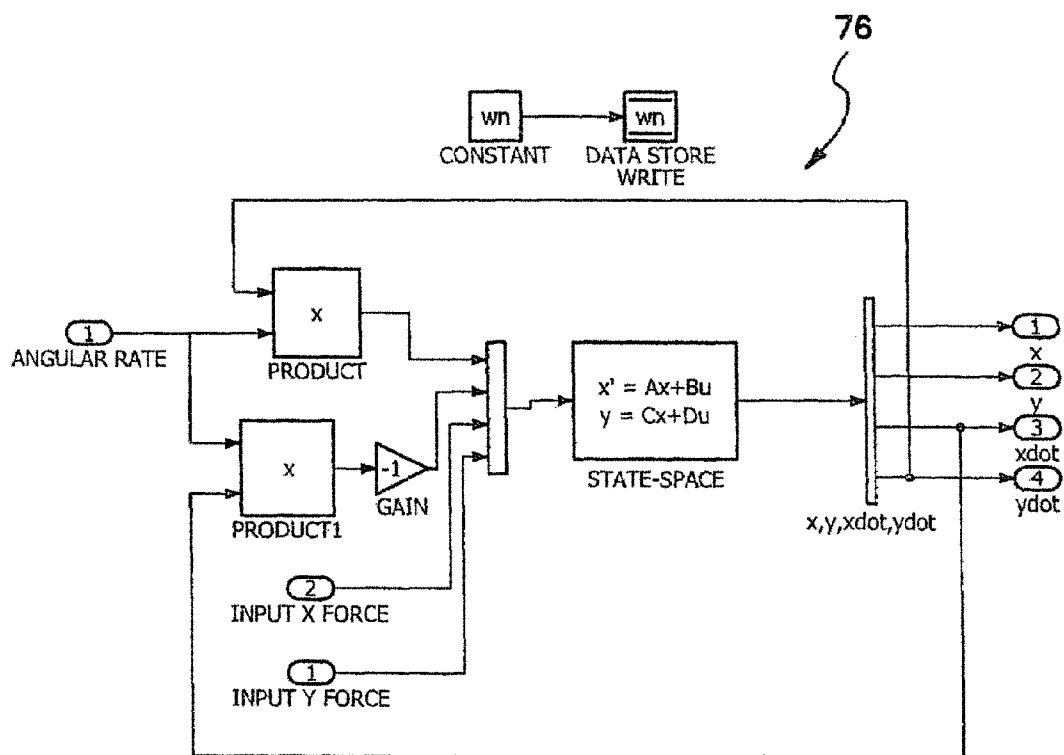 76
wn
wn
CONSTANT
DATA STORE
WRITE
x
1
ANGULAR RATE
PRODUCT
x' = Ax+Bu
y = Cx+Du
STATE-SPACE
1
x
2
y
3
xdot
4
ydot
x,y,xdot,ydot
x
-1
GAIN
PRODUCT1
2
INPUT X FORCE
1
INPUT Y FORCE